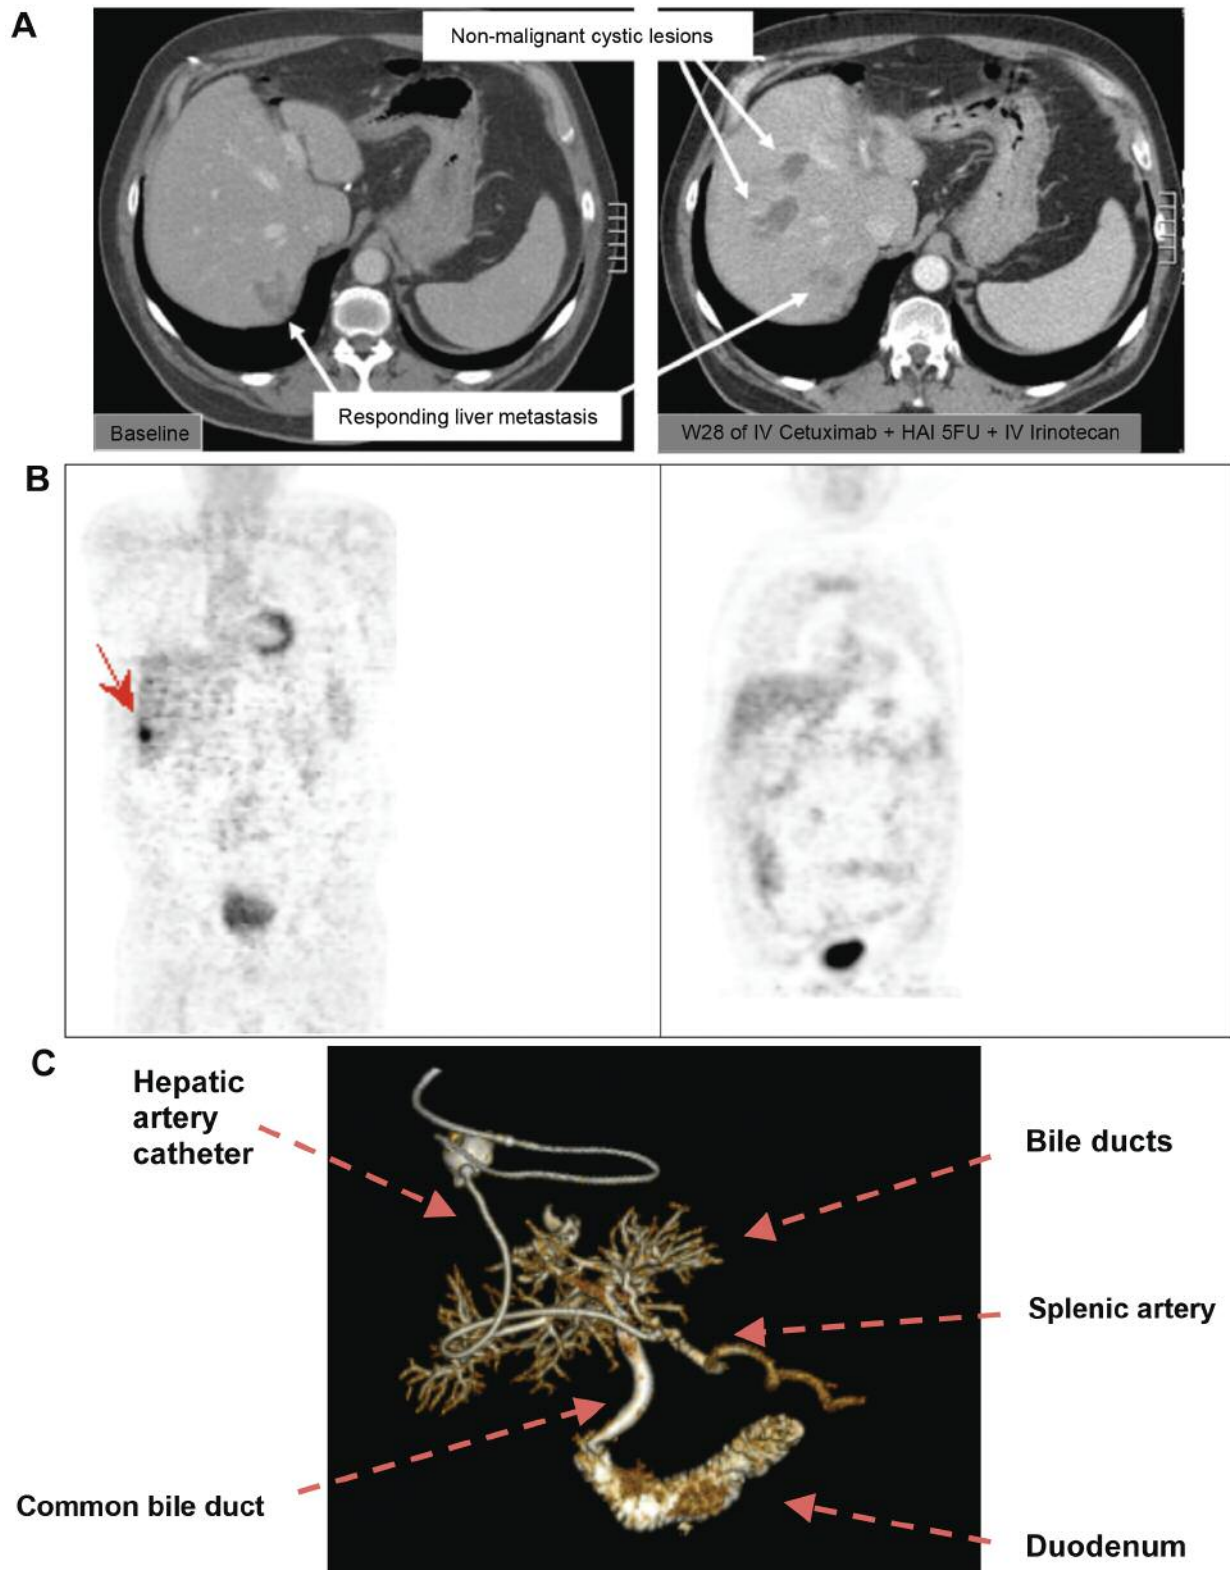 A
Non-malignant cystic lesions
Responding liver metastasis
Baseline
W28 of IV Cetuximab + HAI 5FU + IV Irinotecan
B
C
Hepatic
artery
catheter
Bile ducts
Splenic artery
Common bile duct
Duodenum